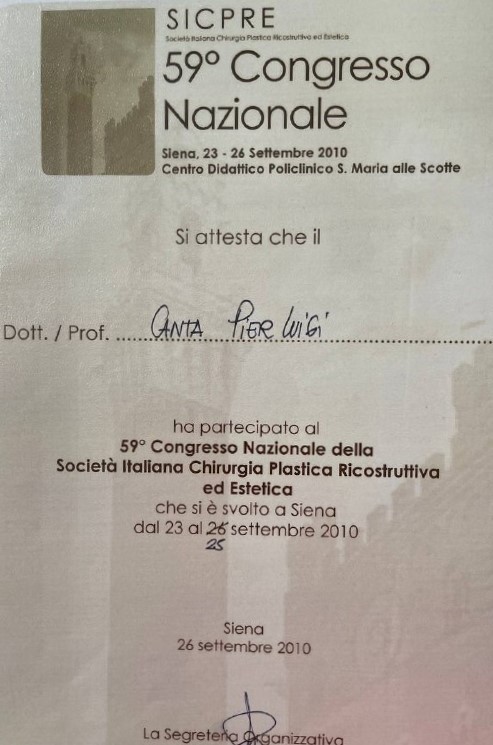 SICPRE
Società Italiana Chirurgia Plastica Ricostruttiva ed Estetica
59° Congresso
Nazionale
Siena, 23 - 26 Settembre 2010
Centro Didattico Policlinico S. Maria alle Scotte
Si attesta che il
Dott. / Prof. CANTA PIER LUIGI
ha partecipato al
59° Congresso Nazionale della
Società Italiana Chirurgia Plastica Ricostruttiva
ed Estetica
che si è svolto a Siena
dal 23 al 26 settembre 2010
25
Siena
26 settembre 2010
La Segreteria Organizzativa